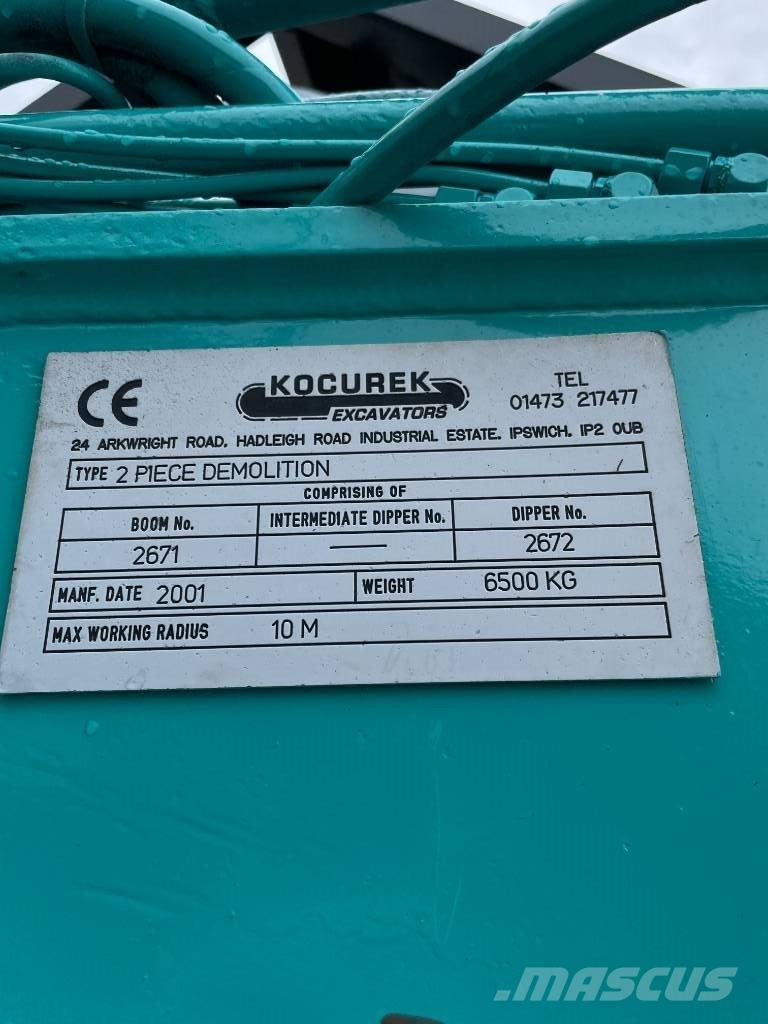 CE
KOCUREK
EXCAVATORS
TEL
01473 217477
24 ARKWRIGHT ROAD. HADLEIGH ROAD INDUSTRIAL ESTATE. IPSWICH. IP2 0UB
TYPE 2 PIECE DEMOLITION /
COMPRISING OF
BOOM No. INTERMEDIATE DIPPER No. DIPPER No.
2671 — 2672
MANF. DATE 2001 WEIGHT 6500 KG
MAX WORKING RADIUS 10 M
MASCUS